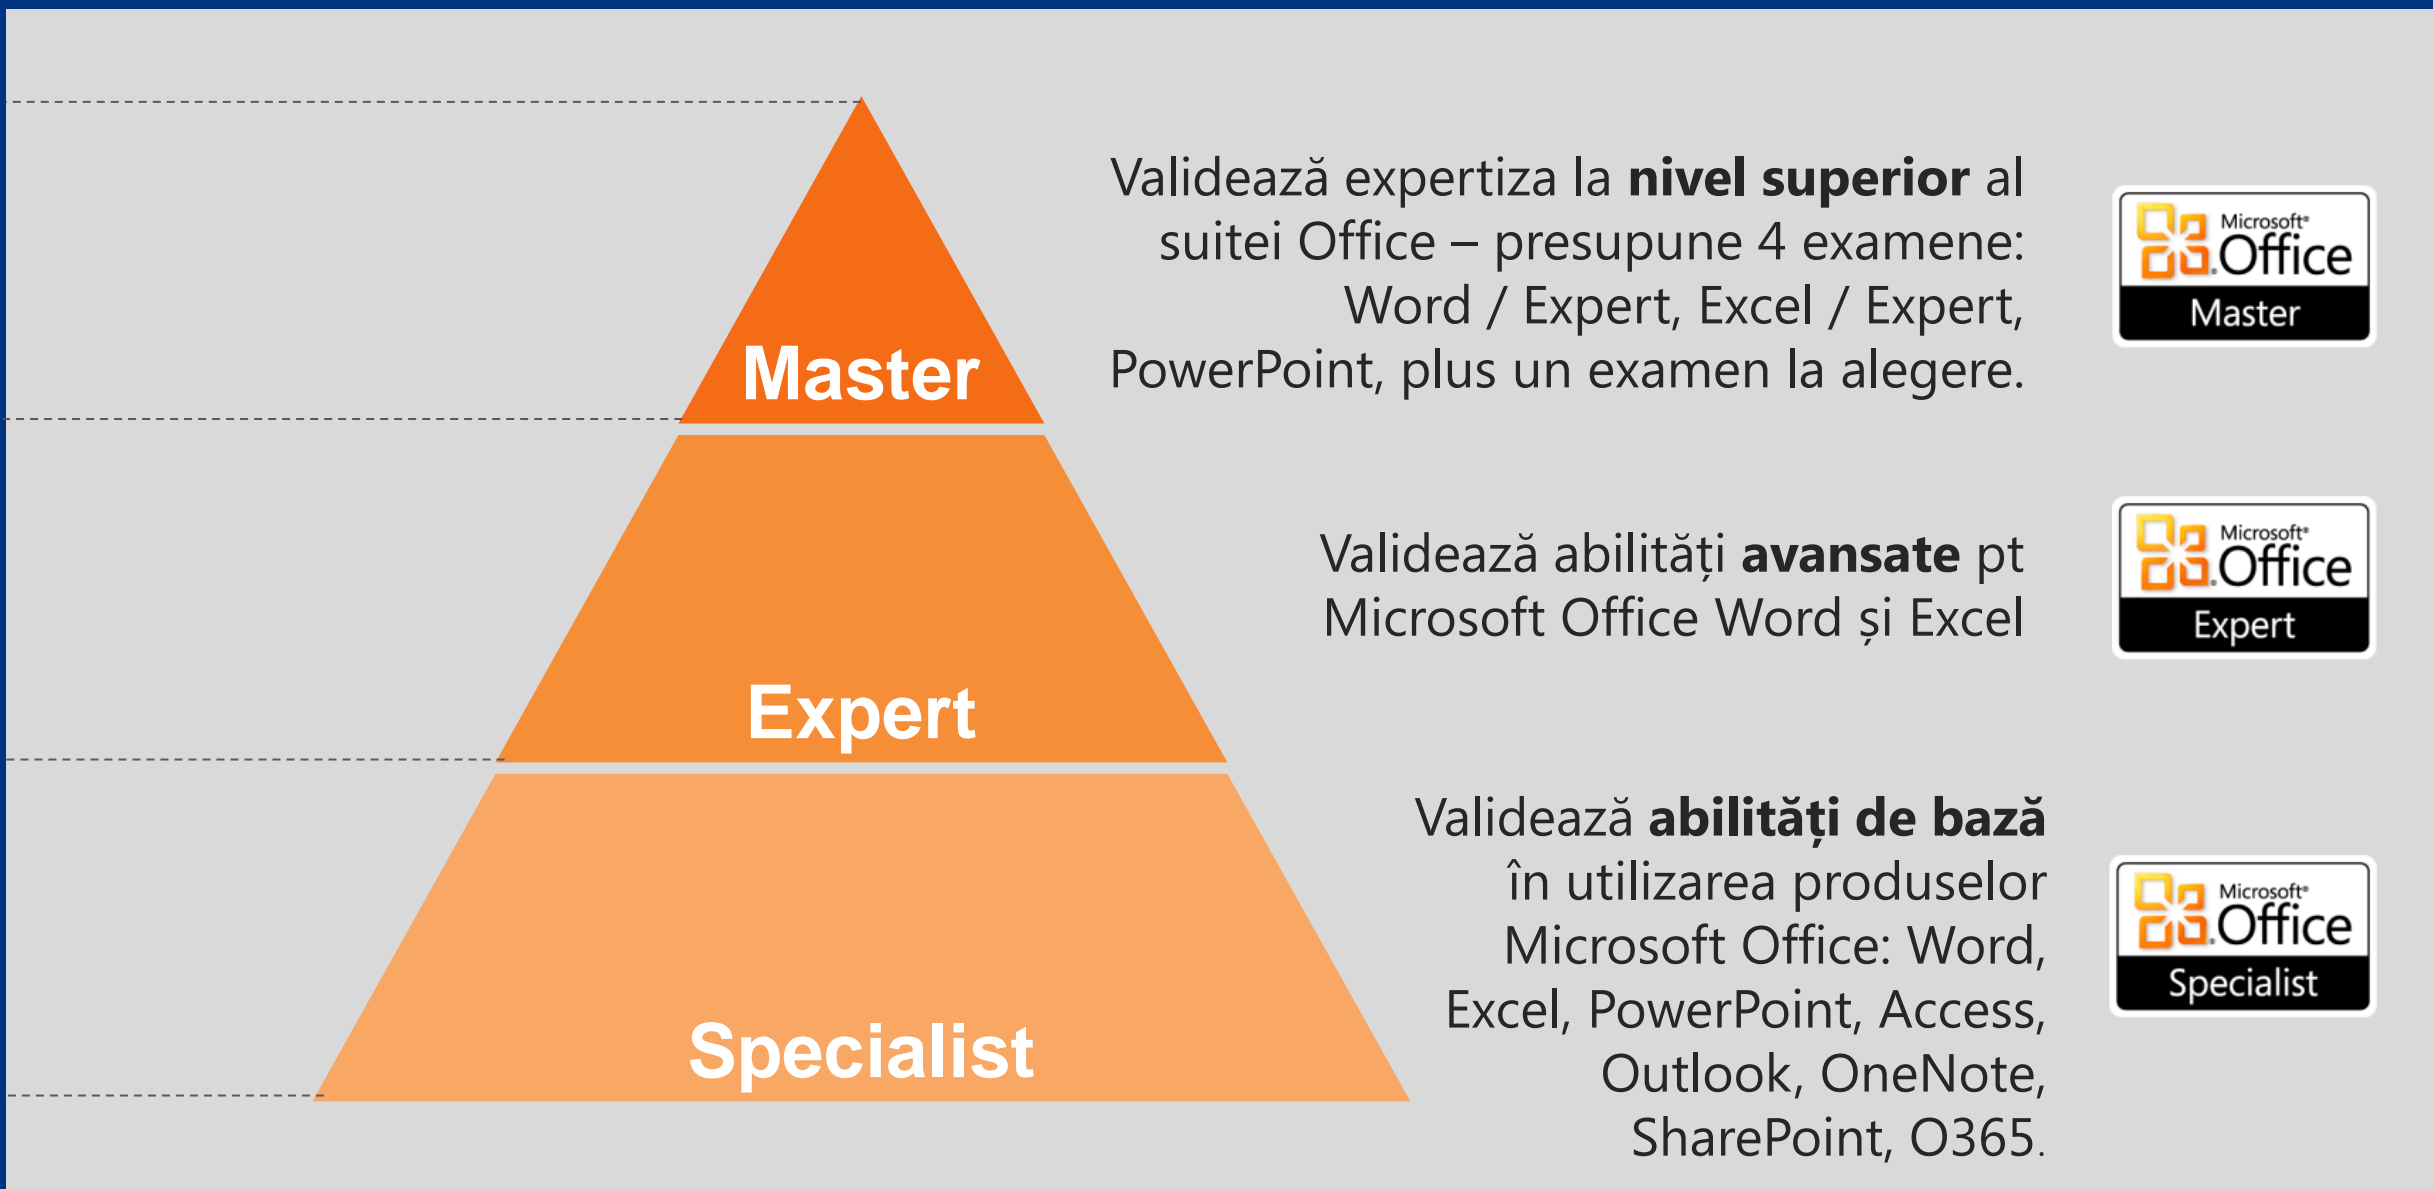 Master
Validează expertiza la nivel superior al
suitei Office – presupune 4 examene:
Word / Expert, Excel / Expert,
PowerPoint, plus un examen la alegere.
Microsoft®
Office
Master
Expert
Validează abilități avansate pt
Microsoft Office Word și Excel
Microsoft®
Office
Expert
Specialist
Validează abilități de bază
în utilizarea produselor
Microsoft Office: Word,
Excel, PowerPoint, Access,
Outlook, OneNote,
SharePoint, O365.
Microsoft®
Office
Specialist